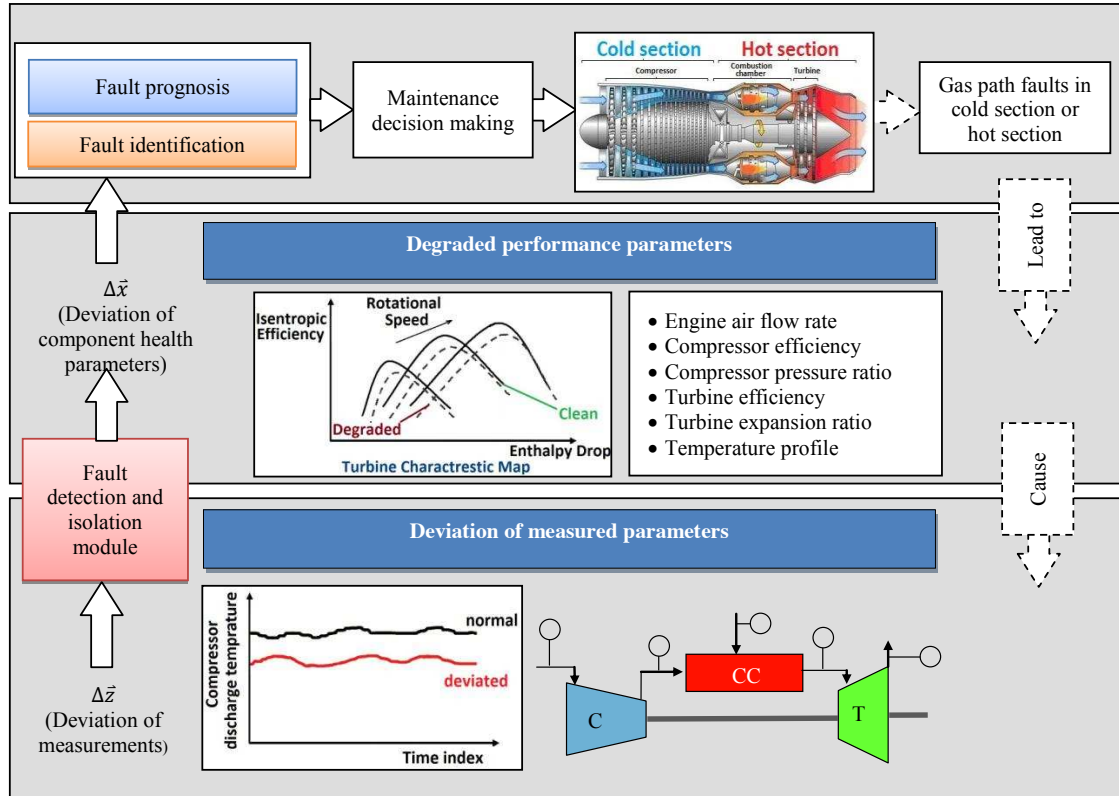 Fault prognosis
Fault identification
Maintenance
decision making
Cold section
Hot section
Compressor
Combustion
chamber
Turbine
Gas path faults in
cold section or
hot section
Lead to
Degraded performance parameters
Δx⃗
(Deviation of
component health
parameters)
Isentropic
Efficiency
Rotational
Speed
Degraded
Clean
Enthalpy Drop
Turbine Charactrestic Map
• Engine air flow rate
• Compressor efficiency
• Compressor pressure ratio
• Turbine efficiency
• Turbine expansion ratio
• Temperature profile
Cause
Fault
detection and
isolation
module
Deviation of measured parameters
Δz⃗
(Deviation of
measurements)
Compressor
discharge temprature
normal
deviated
Time index
C
CC
T